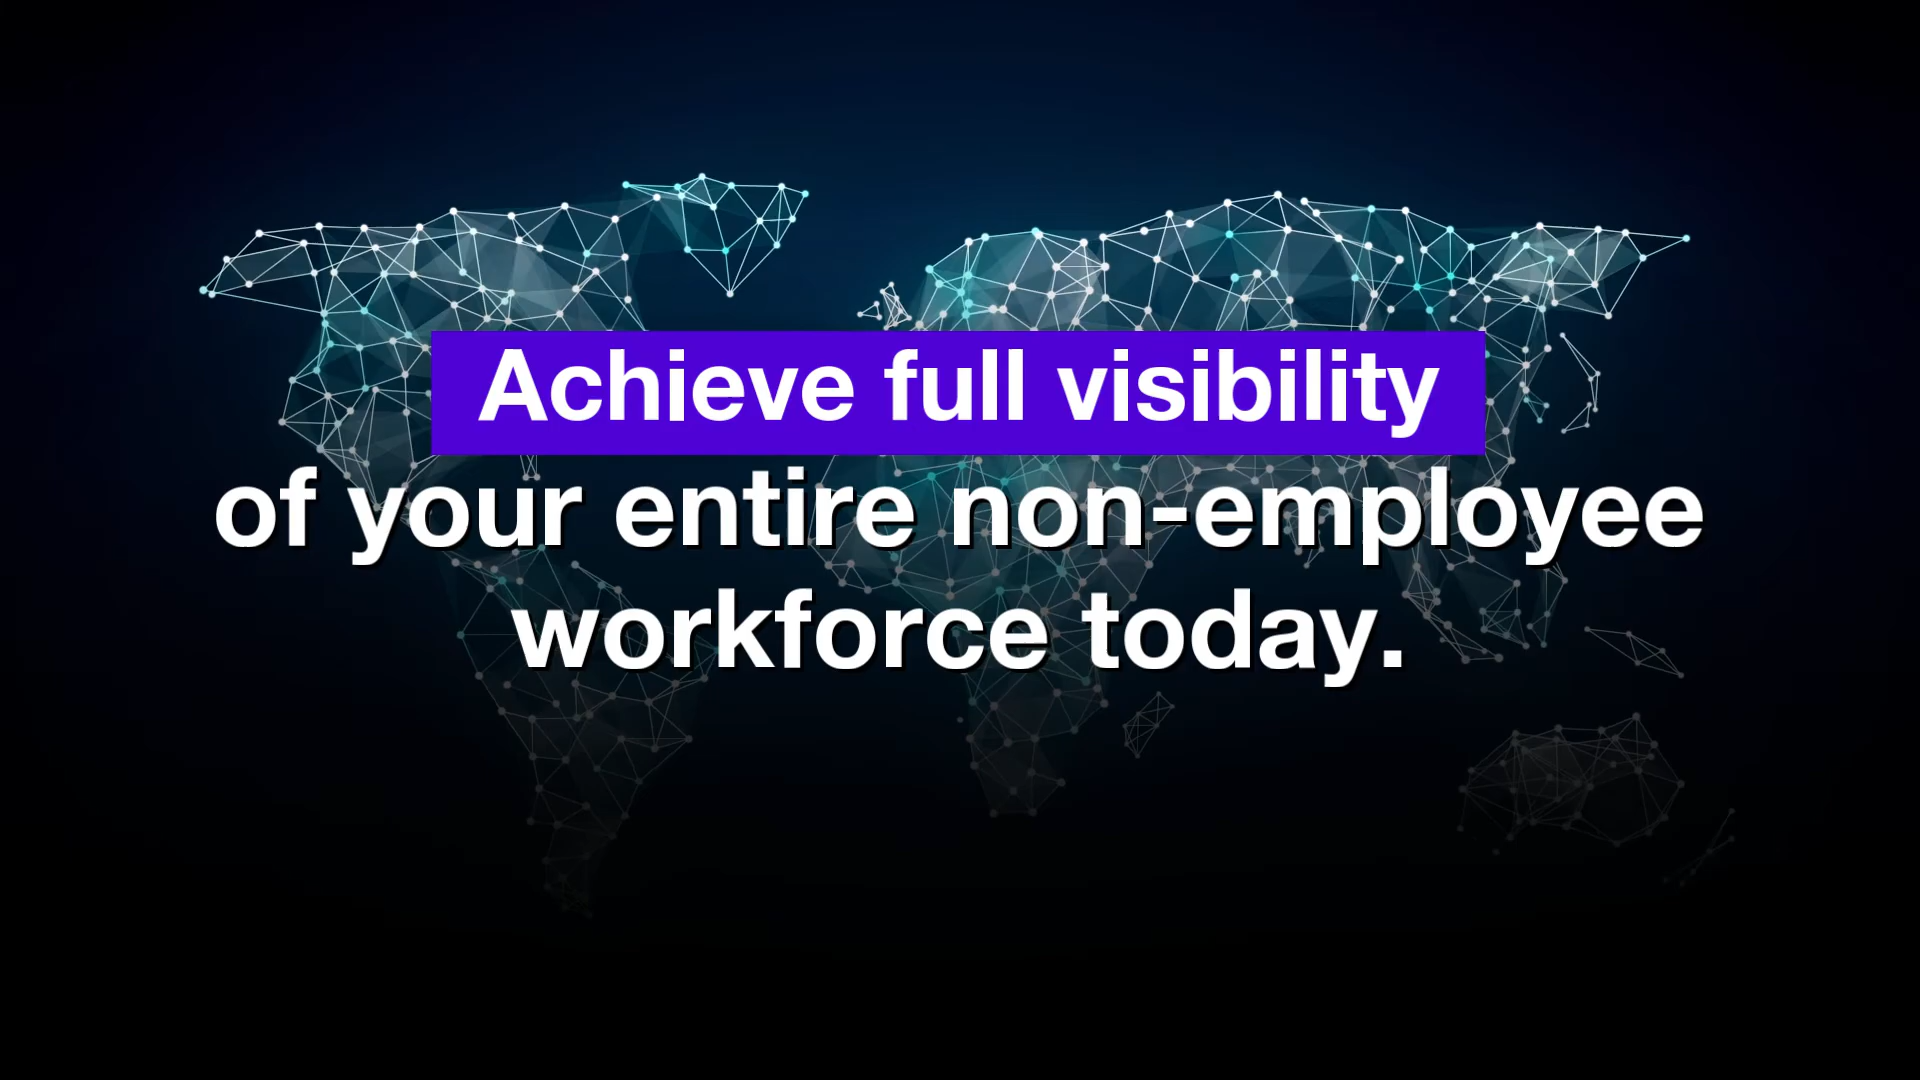 Achieve full visibility
of your entire non-employee
workforce today.